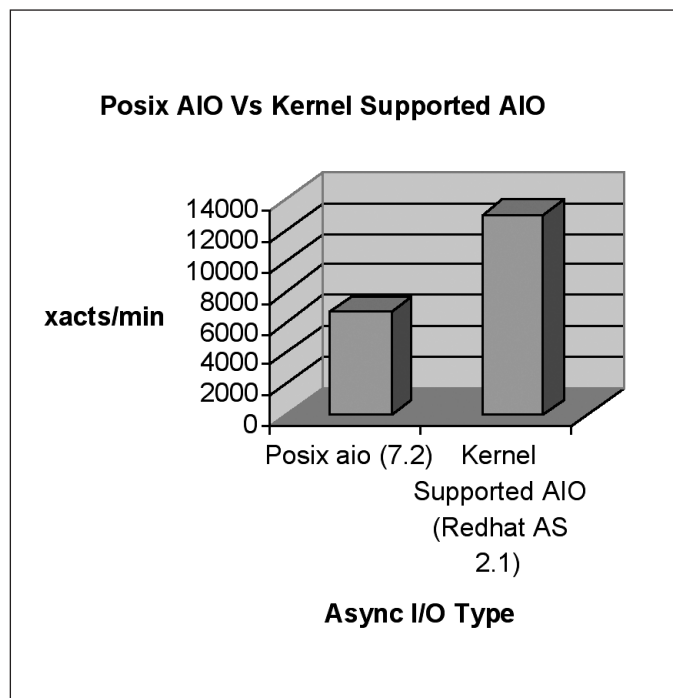 Posix AIO Vs Kernel Supported AIO
14000
12000
10000
8000
6000
4000
2000
0
xacts/min
Posix aio (7.2)
Kernel
Supported AIO
(Redhat AS
2.1)
Async I/O Type